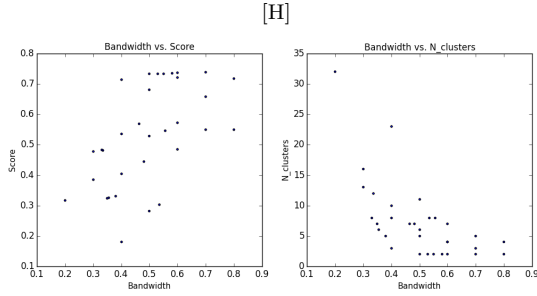 [H]
Bandwidth vs. Score
0.8
0.7
0.6
0.5
0.4
0.3
0.2
0.1
Score
0.1 0.2 0.3 0.4 0.5 0.6 0.7 0.8 0.9
Bandwidth
Bandwidth vs. N_clusters
35
30
25
20
15
10
5
0
N_clusters
0.1 0.2 0.3 0.4 0.5 0.6 0.7 0.8 0.9
Bandwidth